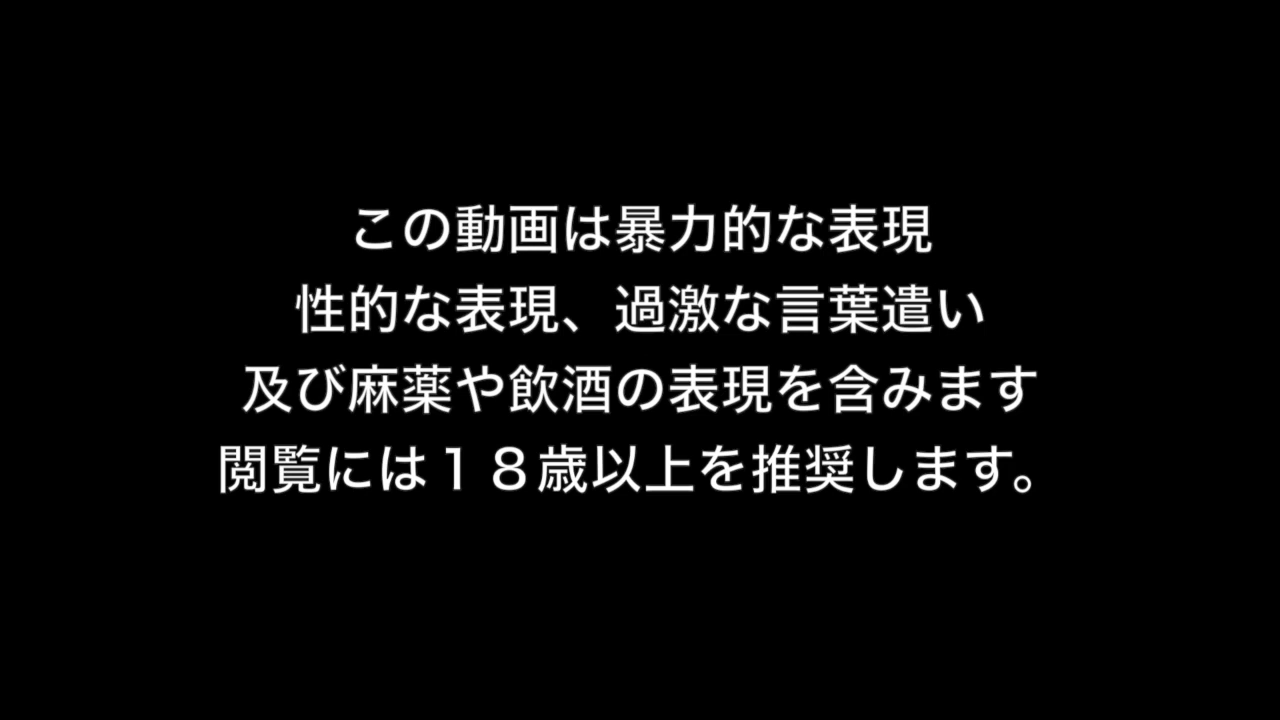 この動画は暴力的な表現
性的な表現、過激な言葉遣い
及び麻薬や飲酒の表現を含みます
閲覧には１８歳以上を推奨します。